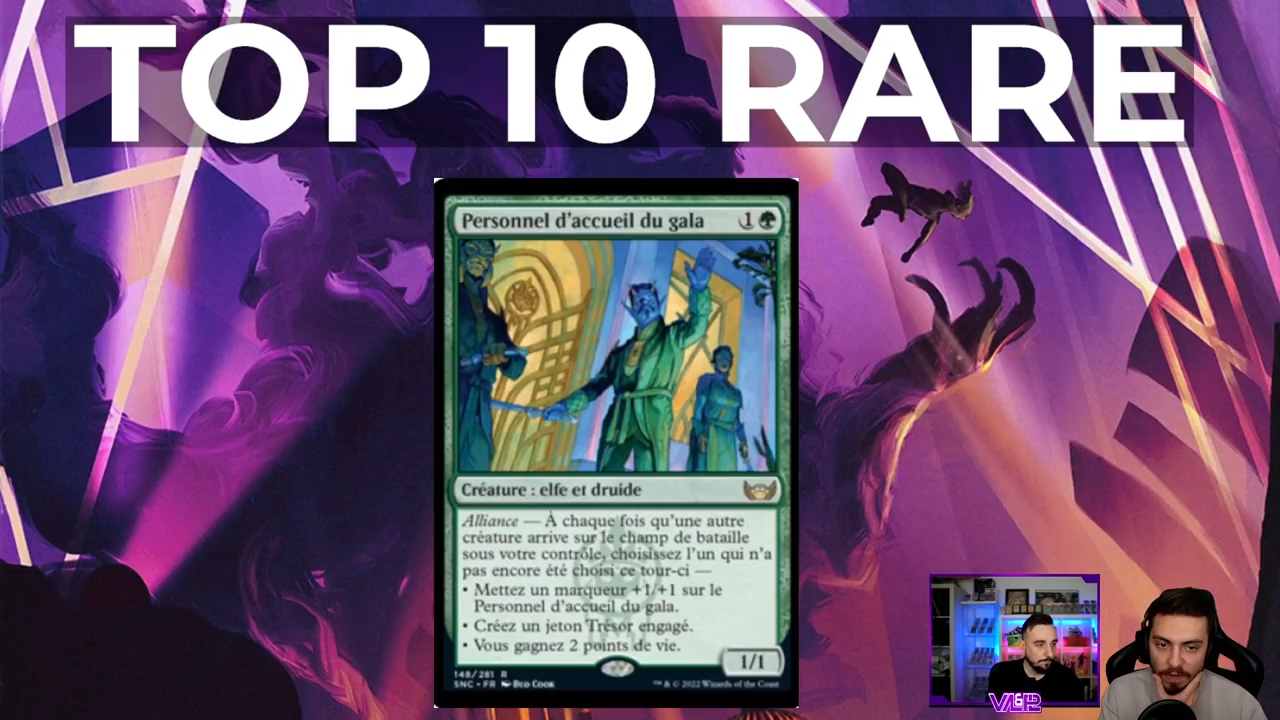 TOP 10 RARE
Personnel d'accueil du gala 1
Créature : elfe et druide
Alliance — À chaque fois qu'une autre
créature arrive sur le champ de bataille
sous votre contrôle, choisissez l'un qui n'a
pas encore été choisi ce tour-ci —
• Mettez un marqueur +1/+1 sur le
Personnel d'accueil du gala.
• Créez un jeton Trésor engagé.
• Vous gagnez 2 points de vie.
1/1
148/281 R
SNC • FR Bud Cook
™ & © 2022 Wizards of the Coast